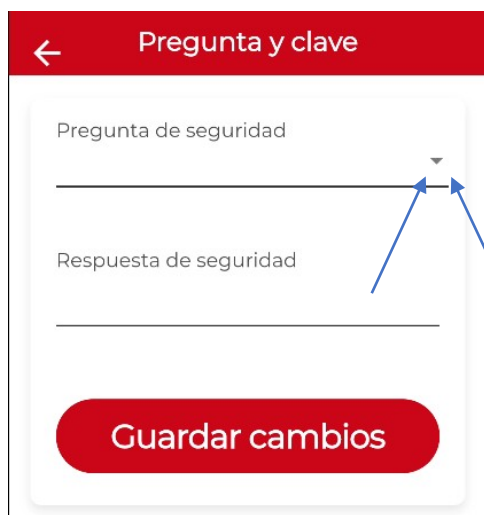 Pregunta y clave
Pregunta de seguridad
Respuesta de seguridad
Guardar cambios